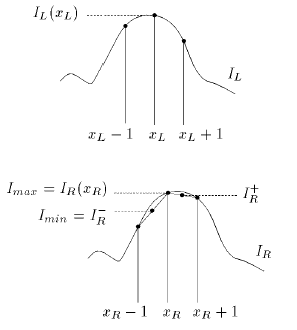 I_L(x_L)
I_L
x_L − 1 x_L x_L + 1
I_max = I_R(x_R) I_R^+
I_min = I_R^−
I_R
x_R − 1 x_R x_R + 1